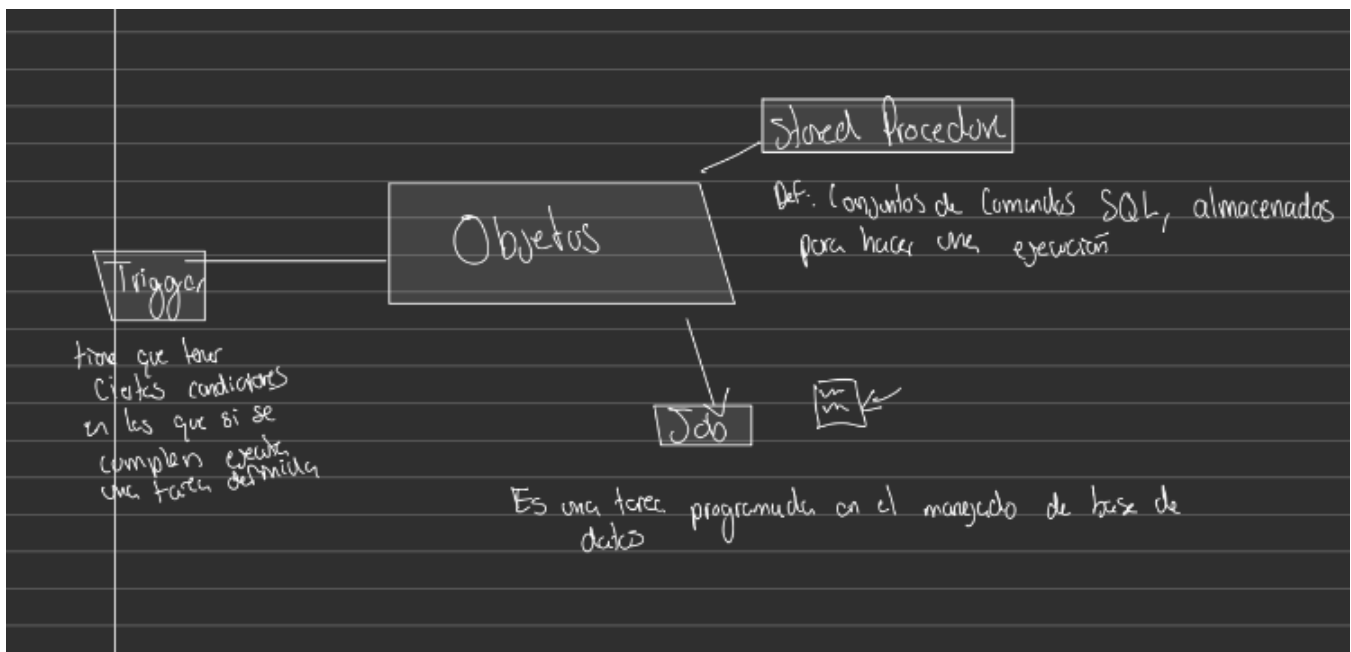 Stored Procedure
Def: Conjuntos de Comandos SQL, almacenados
para hacer una ejecución
Objetos
Trigger
tiene que tener
Ciertas condiciones
en las que si se
cumplen ejecuta
una tarea definida
Job
Es una tarea programada en el manejado de base de
datos